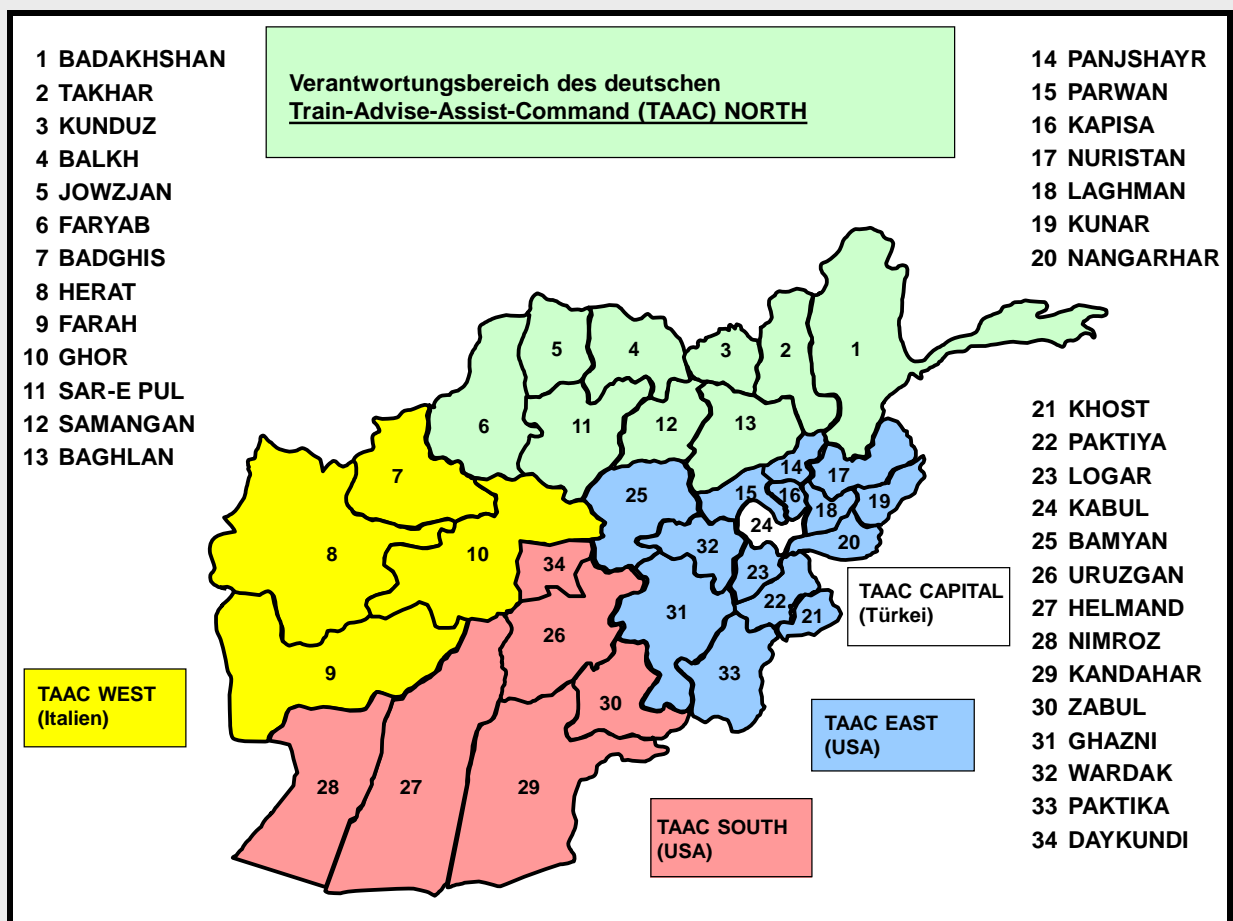 1 BADAKHSHAN
2 TAKHAR
3 KUNDUZ
4 BALKH
5 JOWZJAN
6 FARYAB
7 BADGHIS
8 HERAT
9 FARAH
10 GHOR
11 SAR-E PUL
12 SAMANGAN
13 BAGHLAN
Verantwortungsbereich des deutschen
Train-Advise-Assist-Command (TAAC) NORTH
14 PANJSHAYR
15 PARWAN
16 KAPISA
17 NURISTAN
18 LAGHMAN
19 KUNAR
20 NANGARHAR
21 KHOST
22 PAKTIYA
23 LOGAR
24 KABUL
25 BAMYAN
26 URUZGAN
27 HELMAND
28 NIMROZ
29 KANDAHAR
30 ZABUL
31 GHAZNI
32 WARDAK
33 PAKTIKA
34 DAYKUNDI
5
4
3
2
1
6
11
12
13
7
14
17
25
15
16
18
19
24
20
8
10
32
34
23
31
22
21
26
9
33
30
28
27
29
TAAC CAPITAL
(Türkei)
TAAC WEST
(Italien)
TAAC EAST
(USA)
TAAC SOUTH
(USA)